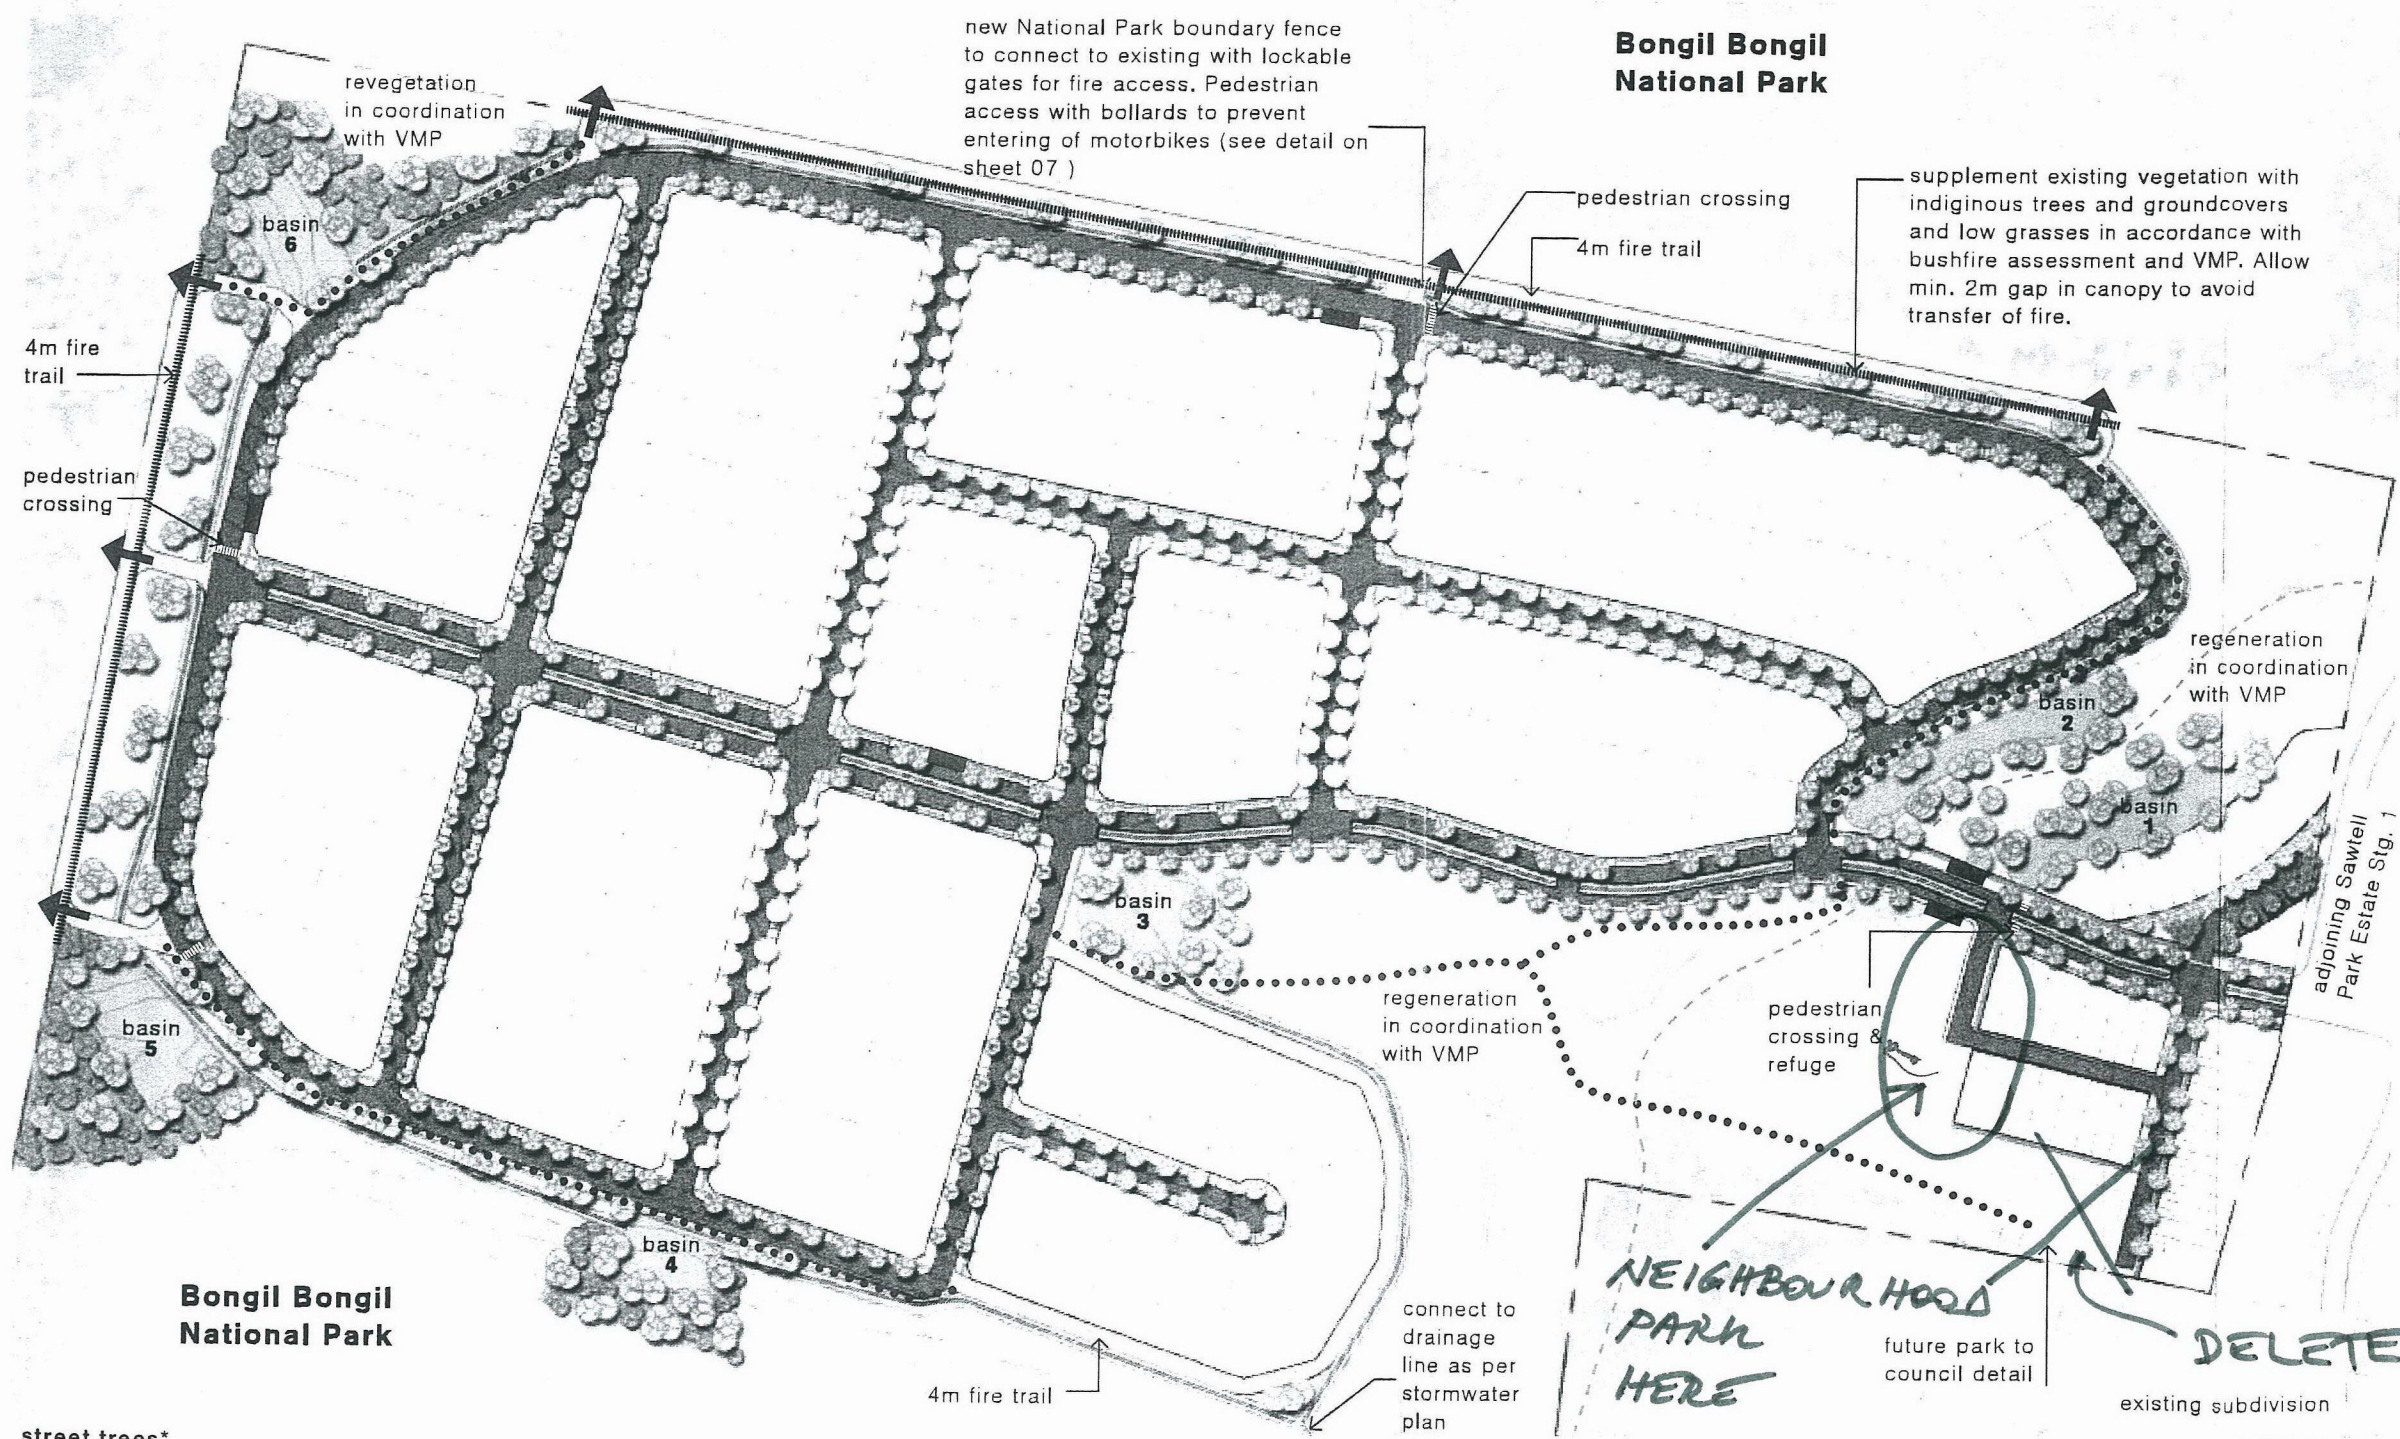 new National Park boundary fence
to connect to existing with lockable
gates for fire access. Pedestrian
access with bollards to prevent
entering of motorbikes (see detail on
sheet 07 )
Bongil Bongil
National Park
revegetation
in coordination
with VMP
pedestrian crossing
4m fire trail
supplement existing vegetation with
indiginous trees and groundcovers
and low grasses in accordance with
bushfire assessment and VMP. Allow
min. 2m gap in canopy to avoid
transfer of fire.
basin
6
4m fire
trail
pedestrian
crossing
regeneration
in coordination
with VMP
basin
2
basin
1
adjoining Sawtell
Park Estate Stg. 1
basin
3
regeneration
in coordination
with VMP
pedestrian
crossing &
refuge
basin
5
basin
4
Bongil Bongil
National Park
4m fire trail
connect to
drainage
line as per
stormwater
plan
NEIGHBOURHOOD
PARK
HERE
future park to
council detail
DELETE
existing subdivision
street trees*